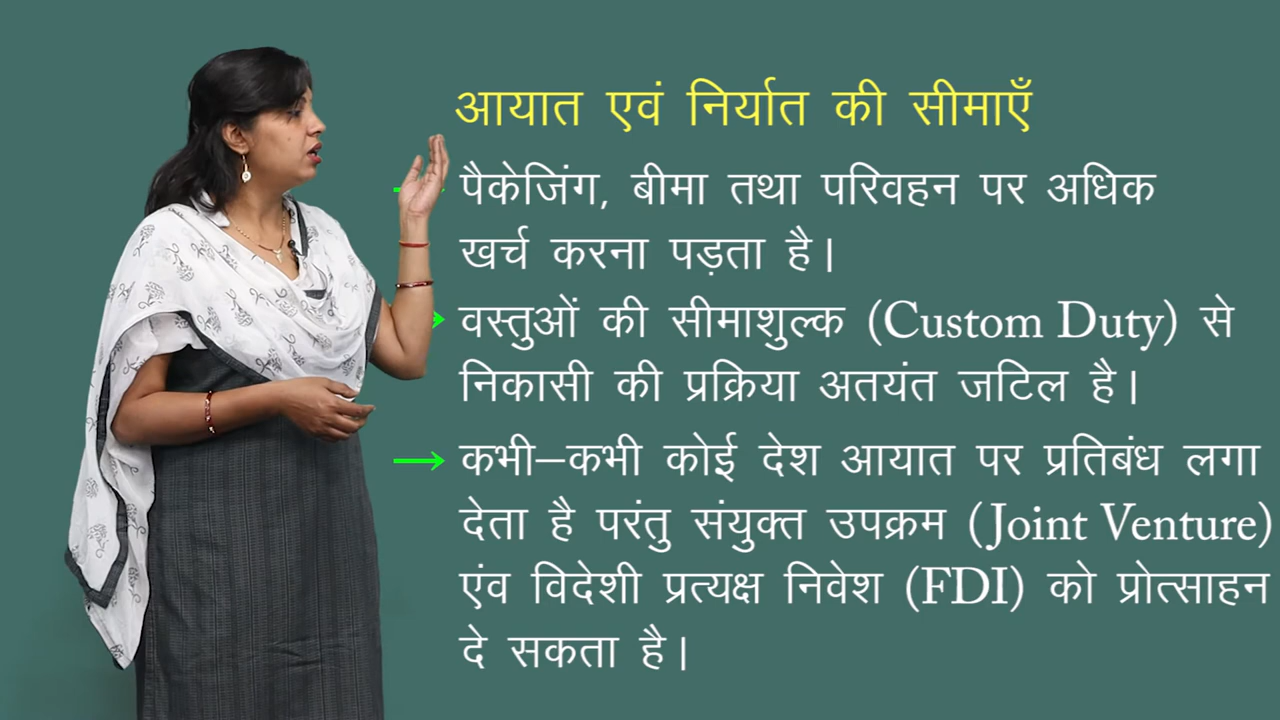 आयात एवं निर्यात की सीमाएँ
→ पैकेजिंग, बीमा तथा परिवहन पर अधिक
खर्च करना पड़ता है।
→ वस्तुओं की सीमाशुल्क (Custom Duty) से
निकासी की प्रक्रिया अतयंत जटिल है।
→ कभी–कभी कोई देश आयात पर प्रतिबंध लगा
देता है परंतु संयुक्त उपक्रम (Joint Venture)
एंव विदेशी प्रत्यक्ष निवेश (FDI) को प्रोत्साहन
दे सकता है।